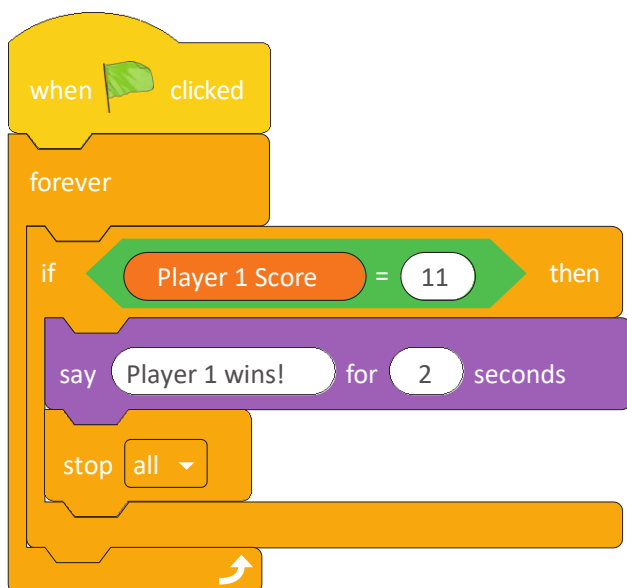 when clicked
forever
if Player 1 Score = 11 then
say Player 1 wins! for 2 seconds
stop all